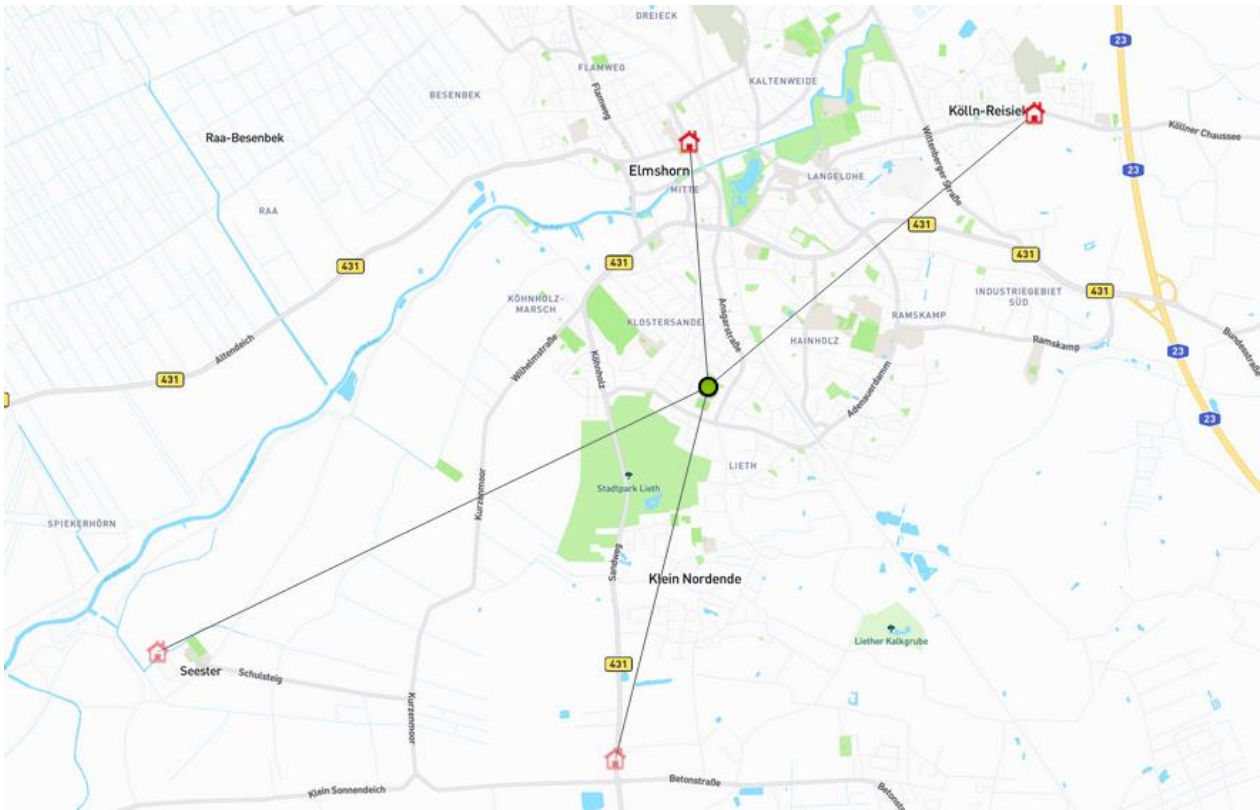 DREIECK
23
FLAMWEG
KALTENWEIDE
BESENBEK
Flamweg
Kölln-Reisiek
Köllner Chaussee
Raa-Besenbek
Wittenberger Straße
Elmshorn
23
LANGELOHE
MITTE
RAA
431
431
431
431
431
KÖHNHOLZ-
MARSCH
INDUSTRIEGEBIET
SÜD
Ansgarstraße
KLOSTERSANDE
RAMSKAMP
Bundesstraße
Altendeich
Wilhelmstraße
HAINHOLZ
Ramskamp
23
Köhnholz
431
Adenauerdamm
23
LIETH
Stadtpark Lieth
Kurzenmoor
SPIEKERHÖRN
Sandweg
Klein Nordende
Liether Kalkgrube
431
Seester
Schulsteig
Kurzenmoor
Betonstraße
Klein Sonnendeich